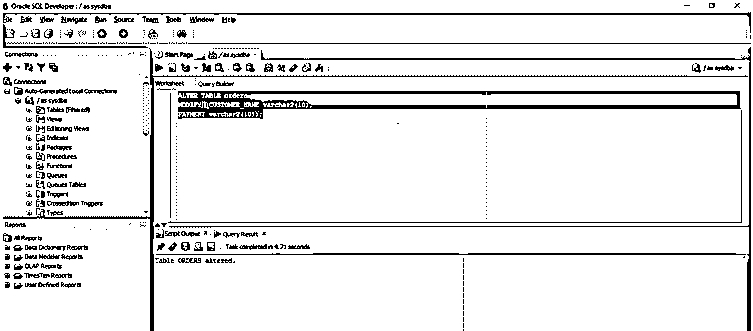 Oracle SQL Developer : / as sysdba
File Edit View Navigate Run Source Team Tools Window Help
Connections
Start Page
/ as sysdba
/ as sysdba
Worksheet Query Builder
Connections
Auto-Generated Local Connections
/ as sysdba
Tables (Filtered)
Views
Editioning Views
Indexes
Packages
Procedures
Functions
Queues
Queues Tables
Triggers
Crossedition Triggers
Types
ALTER TABLE orders
MODIFY (CUSTOMER_NAME varchar2(10),
PAYMENT varchar2(10));
Reports
All Reports
Data Dictionary Reports
Data Modeler Reports
OLAP Reports
TimesTen Reports
User Defined Reports
Script Output × Query Result ×
Task completed in 4.21 seconds
Table ORDERS altered.